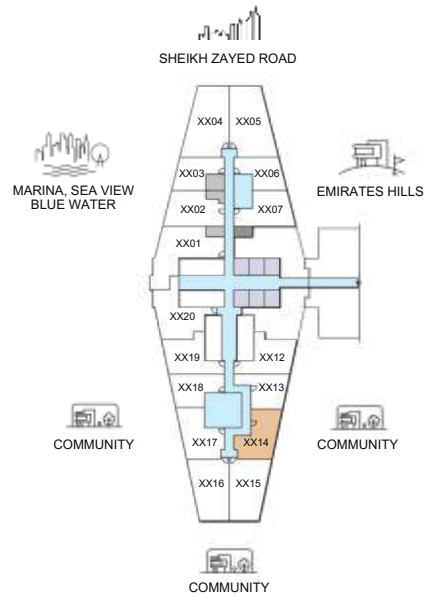 SHEIKH ZAYED ROAD
XX04 XX05
MARINA, SEA VIEW
BLUE WATER
XX03 XX06
EMIRATES HILLS
XX02 XX07
XX01
XX20
XX19 XX12
XX18 XX13
COMMUNITY
XX17 XX14
COMMUNITY
XX16 XX15
COMMUNITY